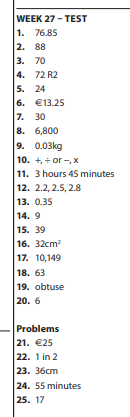 WEEK 27 – TEST
1. 76.85
2. 88
3. 70
4. 72 R2
5. 24
6. €13.25
7. 30
8. 6,800
9. 0.03kg
10. +, ÷ or –, x
11. 3 hours 45 minutes
12. 2.2, 2.5, 2.8
13. 0.35
14. 9
15. 39
16. 32cm²
17. 10,149
18. 63
19. obtuse
20. 6
Problems
21. €25
22. 1 in 2
23. 36cm
24. 55 minutes
25. 17